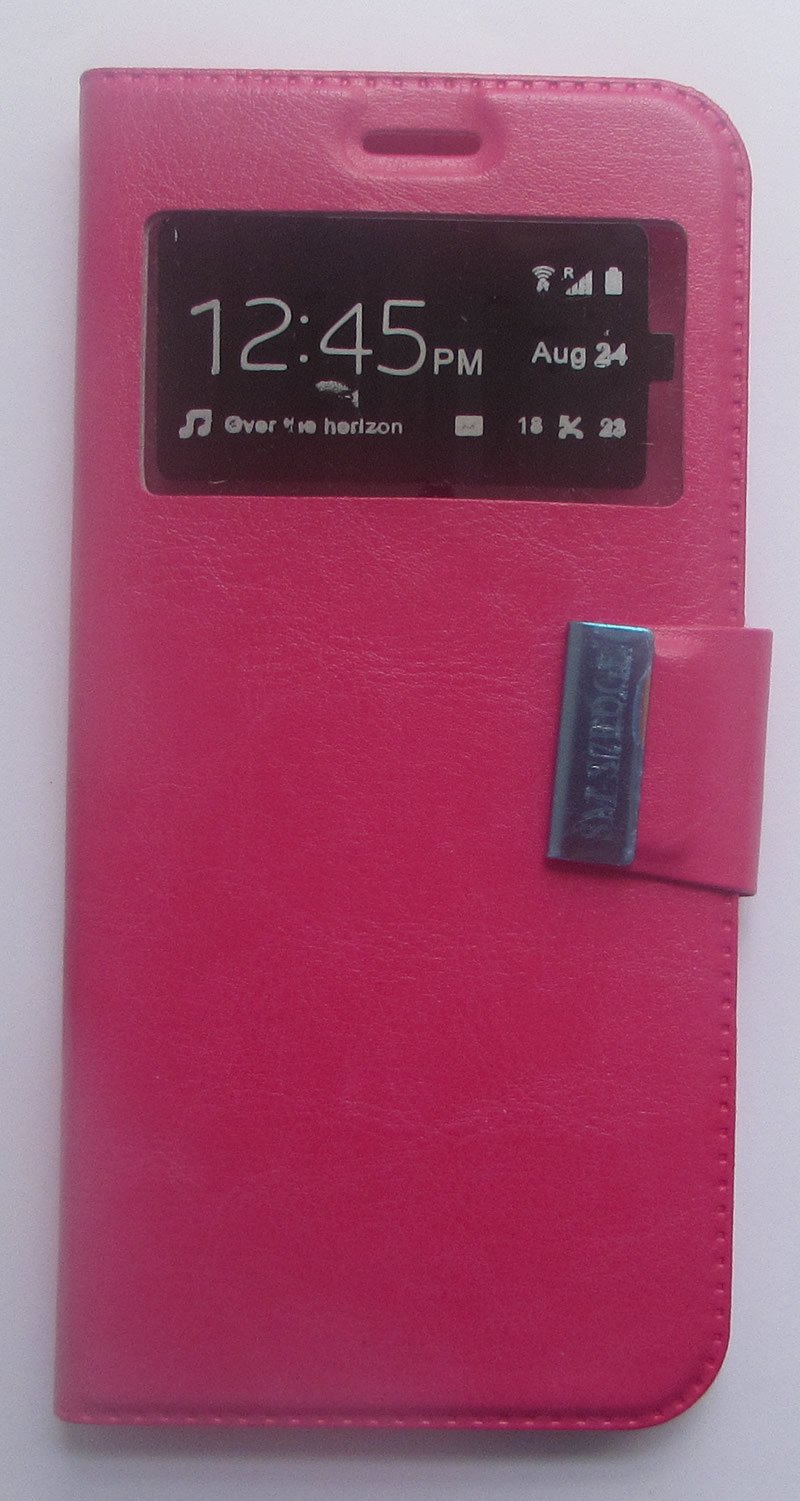 R
12:45PM
Aug 24
Over the horizon
18 23